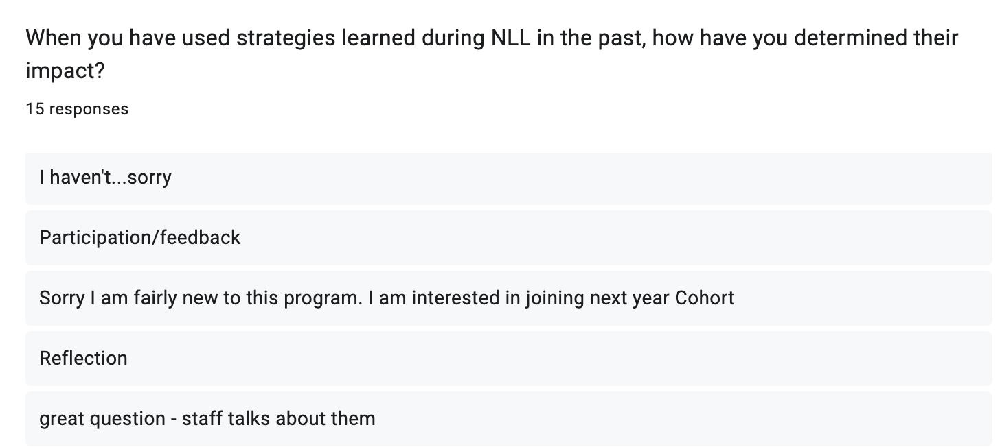 When you have used strategies learned during NLL in the past, how have you determined their
impact?
15 responses
I haven't...sorry
Participation/feedback
Sorry I am fairly new to this program. I am interested in joining next year Cohort
Reflection
great question - staff talks about them